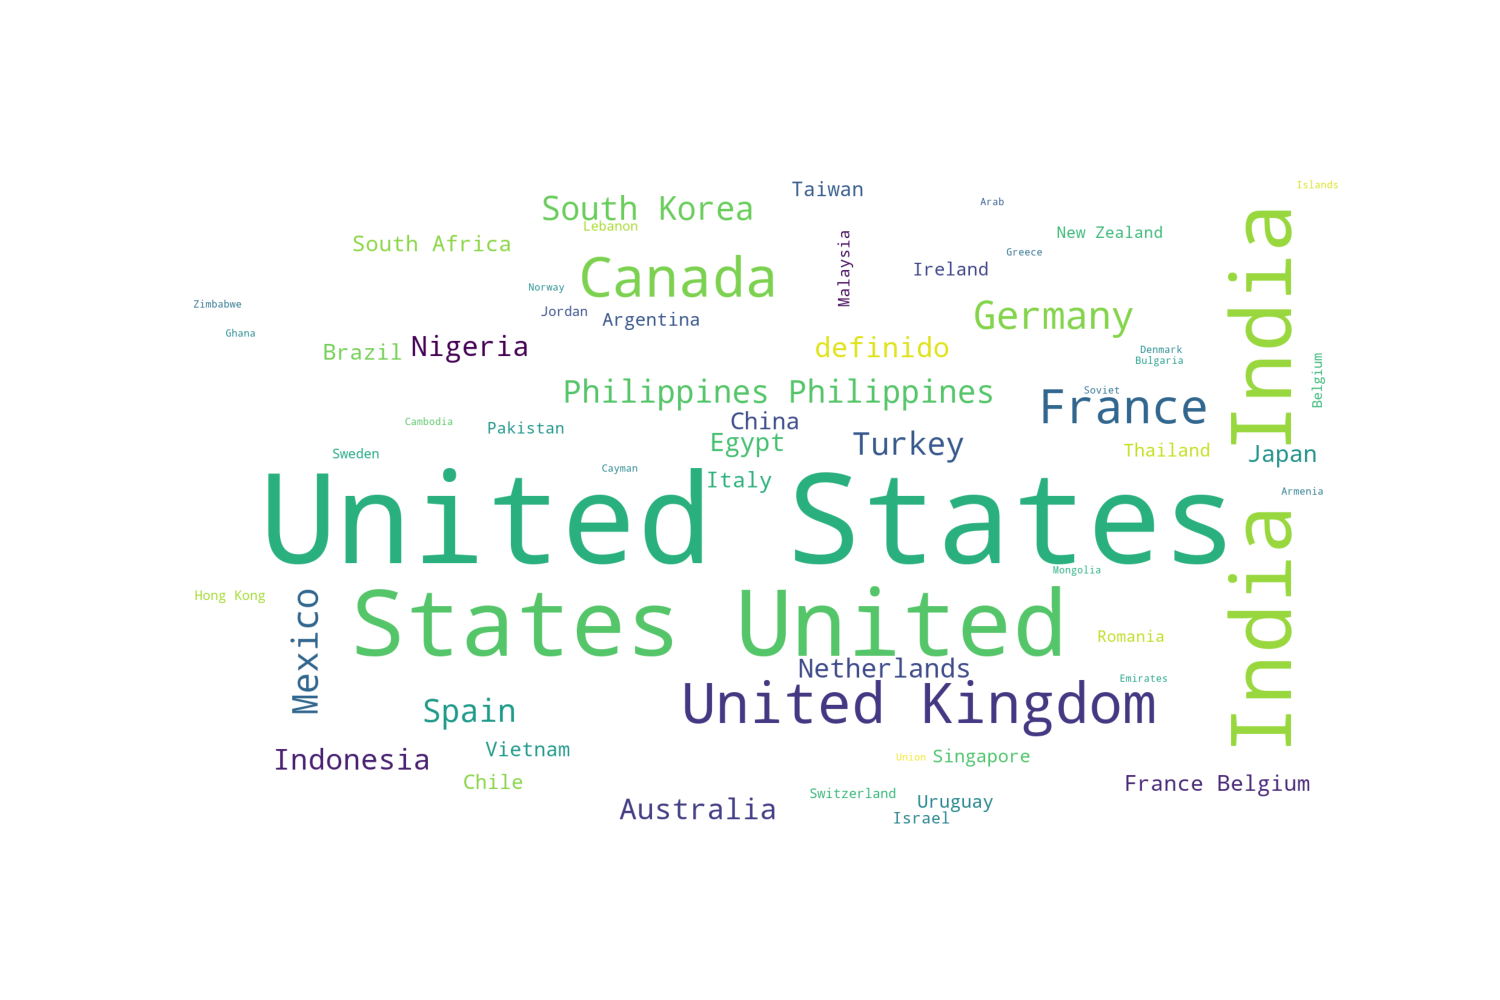 Taiwan
Islands
South Korea
Arab
Lebanon
New Zealand
South Africa
Malaysia
Greece
Ireland
Canada
Norway
Zimbabwe
Jordan
Argentina
Germany
Ghana
India India
Nigeria
Brazil
definido
Denmark
Bulgaria
Belgium
Philippines Philippines
Soviet
France
Cambodia
China
Pakistan
Egypt
Turkey
Thailand
Japan
Sweden
Cayman
Italy
Armenia
United States
Mongolia
Hong Kong
Mexico
States United
Romania
Netherlands
Emirates
United Kingdom
Spain
Vietnam
Indonesia
Union
Singapore
Chile
France Belgium
Switzerland
Uruguay
Australia
Israel